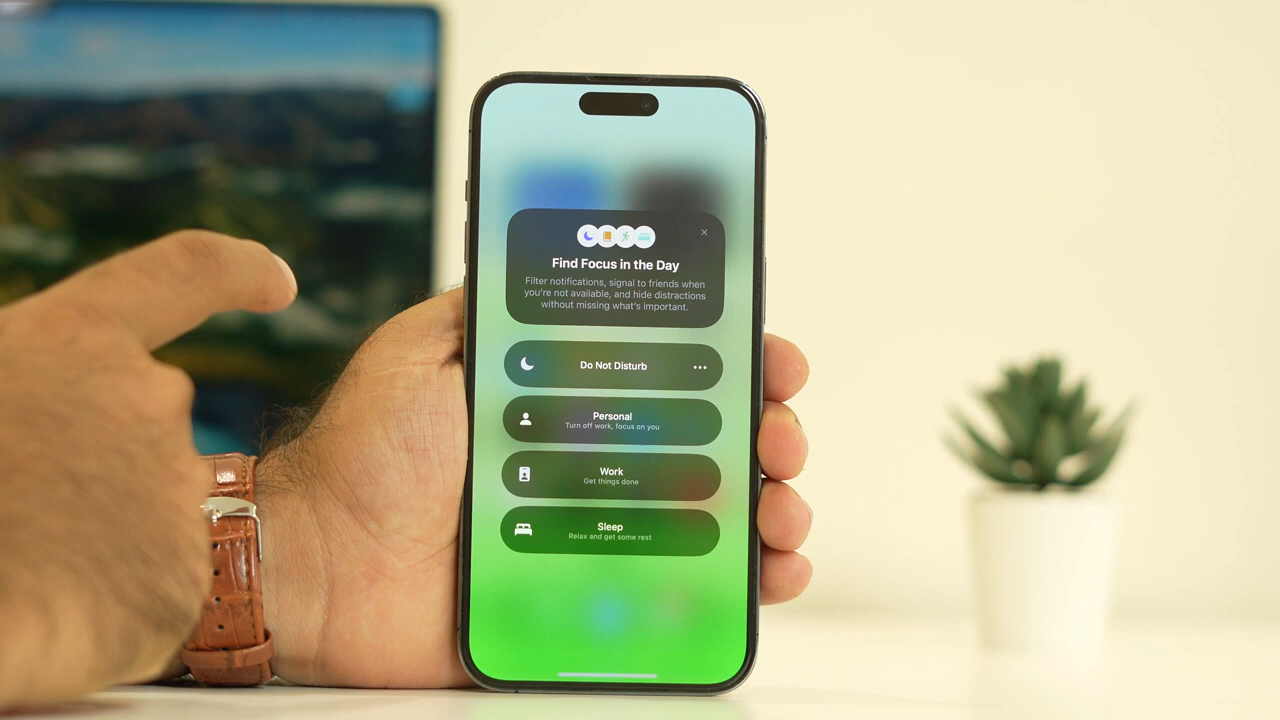 Find Focus in the Day
Filter notifications, signal to friends when
you're not available, and hide distractions
without missing what's important.
Do Not Disturb
Personal
Turn off work, focus on you
Work
Get things done
Sleep
Relax and get some rest